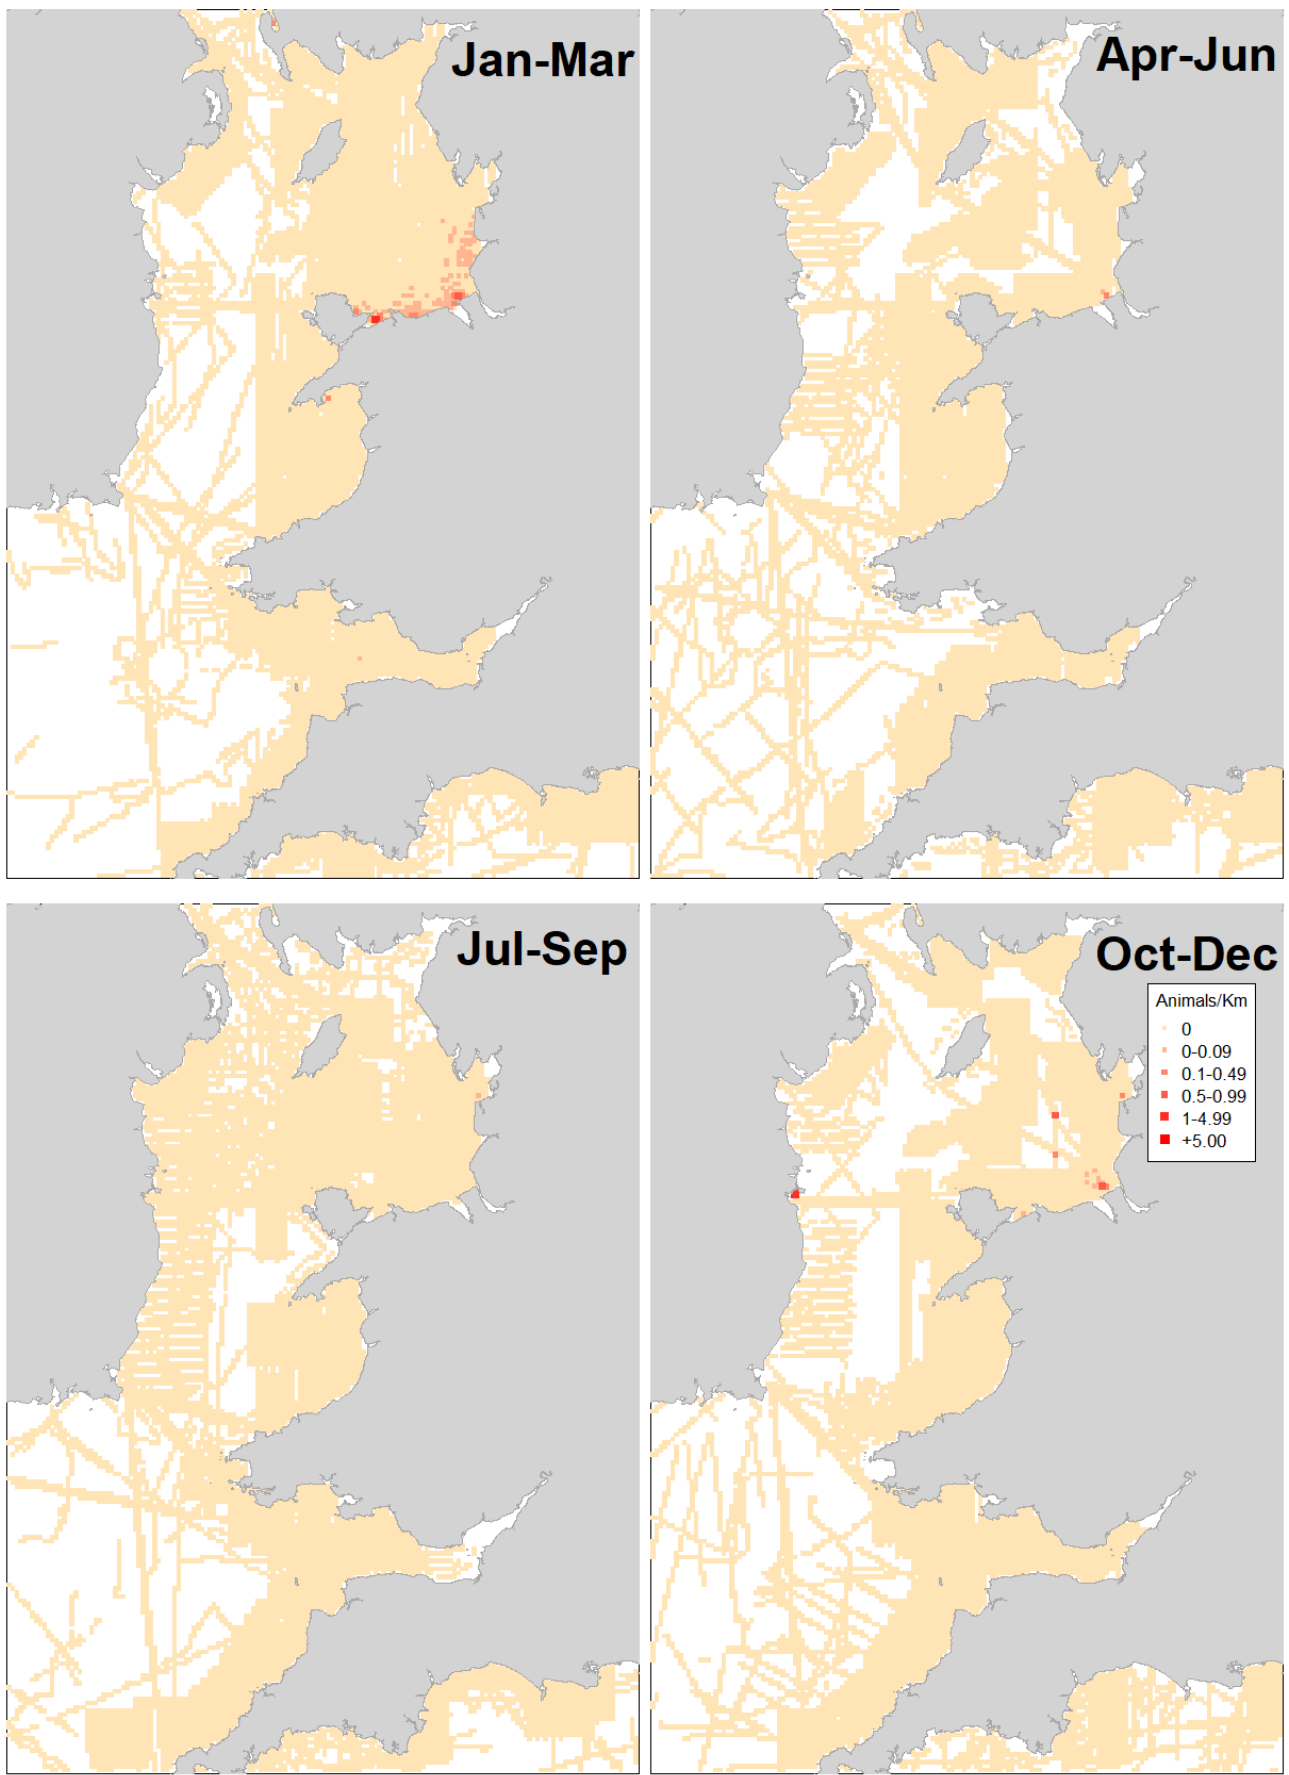 Jan-Mar
Apr-Jun
Jul-Sep
Oct-Dec
Animals/Km
0
0-0.09
0.1-0.49
0.5-0.99
1-4.99
+5.00